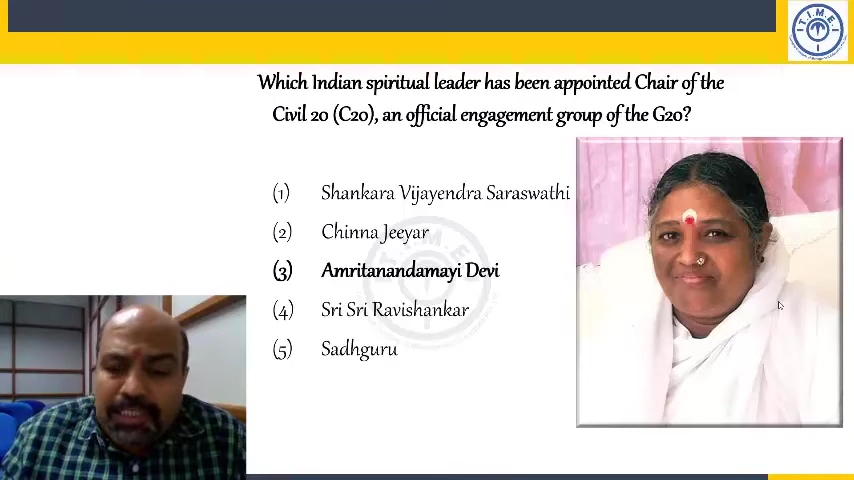 T.I.M.E.
Which Indian spiritual leader has been appointed Chair of the
Civil 20 (C20), an official engagement group of the G20?
(1) Shankara Vijayendra Saraswathi
(2) Chinna Jeeyar
(3) Amritanandamayi Devi
(4) Sri Sri Ravishankar
(5) Sadhguru